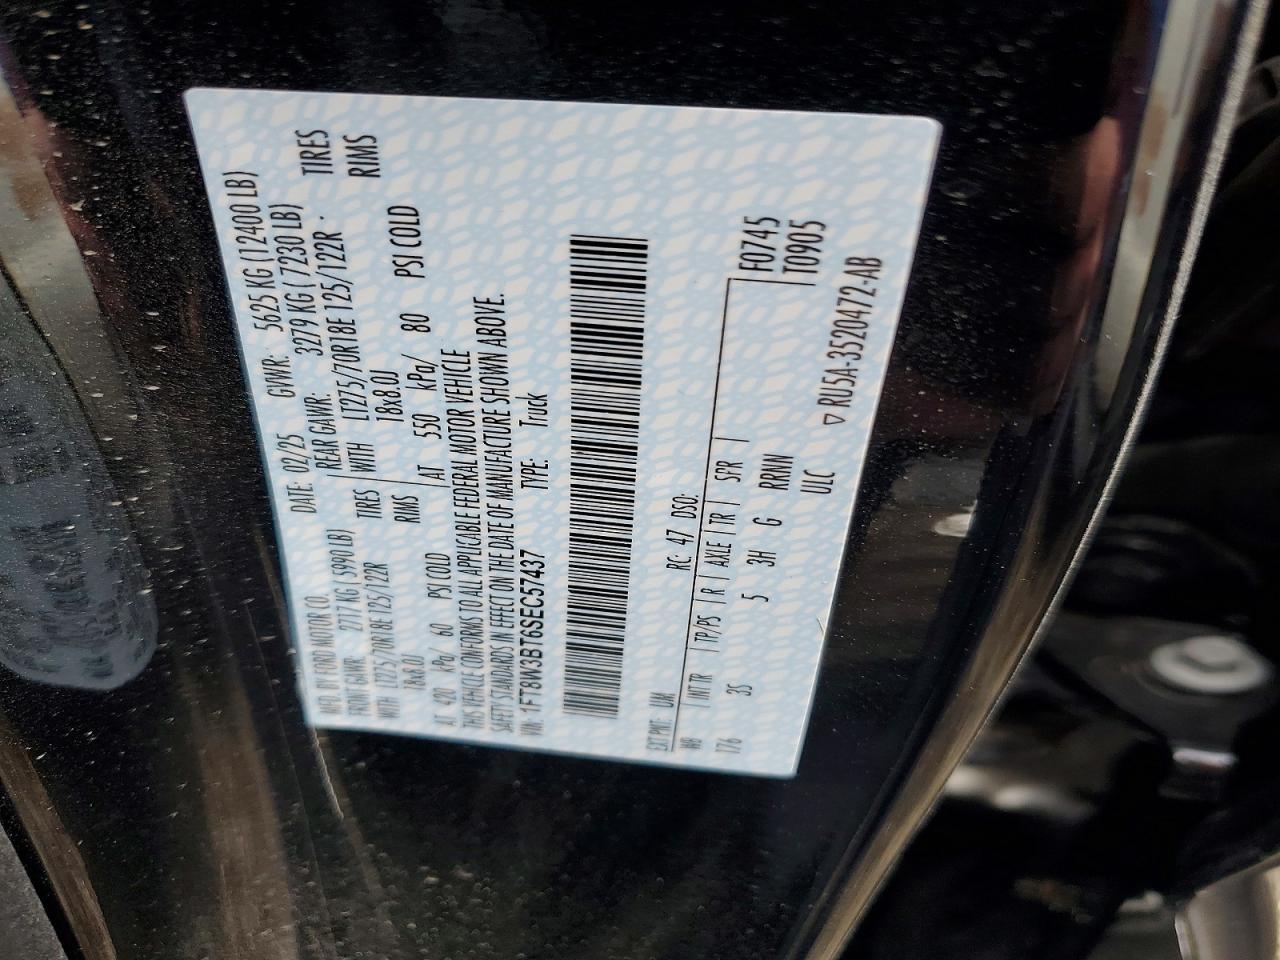 MFD. BY FORD MOTOR CO.
DATE: 02/25 GVWR: 5625 KG (12400 LB)
FRONT GAWR: 2717 KG ( 5990 LB) REAR GAWR: 3279 KG ( 7230 LB)
WITH LT275/70R18E 125/122R TIRES WITH LT275/70R18E 125/122R . TIRES
18x8.0J RIMS 18x8.0J RIMS
AT 420 kPa/ 60 PSI COLD AT 550 kPa/ 80 PSI COLD
THIS VEHICLE CONFORMS TO ALL APPLICABLE FEDERAL MOTOR VEHICLE
SAFETY STANDARDS IN EFFECT ON THE DATE OF MANUFACTURE SHOWN ABOVE.
VIN: 1FT8W3BT6SEC57437 TYPE: Truck
EXT PNT: UM RC: 47 DSO:
WB INT TR TP/PS R AXLE TR SPR F0745
176 3S 5 3H G RRNN T0905
ULC
▽ RU5A-3520472-AB